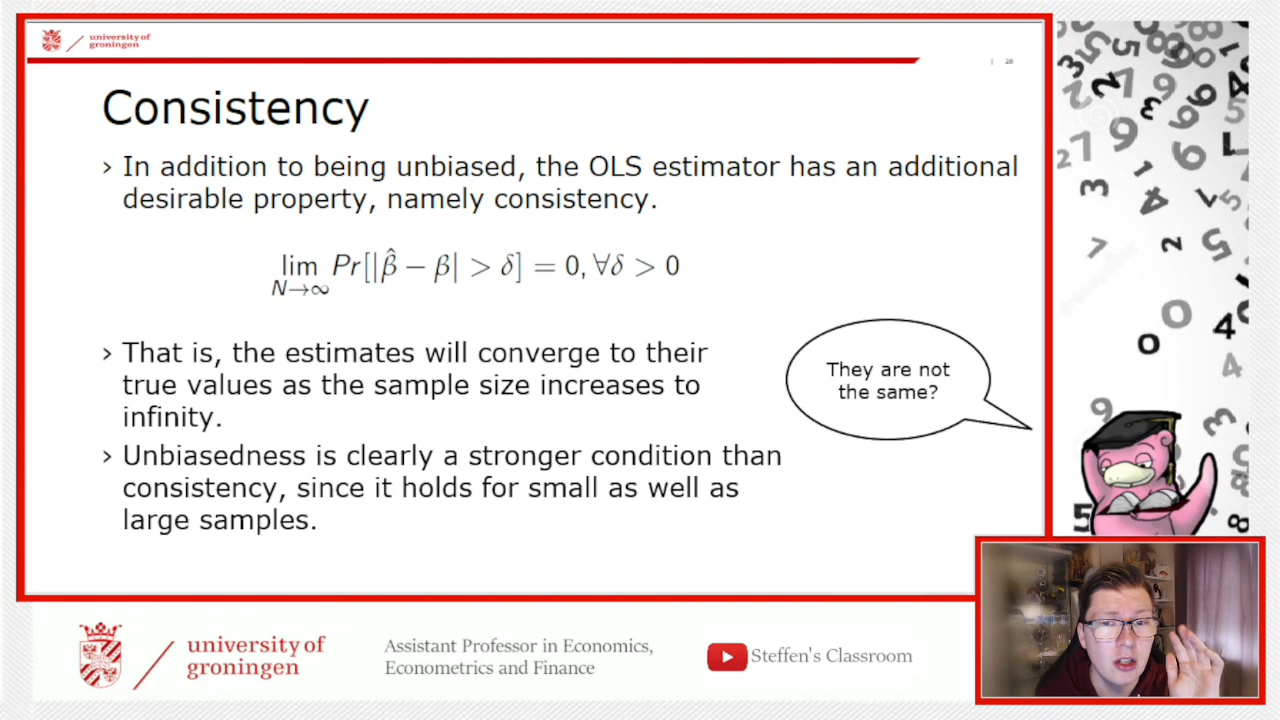 university of
groningen
| 28
Consistency
› In addition to being unbiased, the OLS estimator has an additional
desirable property, namely consistency.
lim Pr[|β̂ − β| > δ] = 0, ∀δ > 0
N→∞
› That is, the estimates will converge to their
true values as the sample size increases to
infinity.
They are not
the same?
› Unbiasedness is clearly a stronger condition than
consistency, since it holds for small as well as
large samples.
university of
groningen
Assistant Professor in Economics,
Econometrics and Finance
Steffen's Classroom